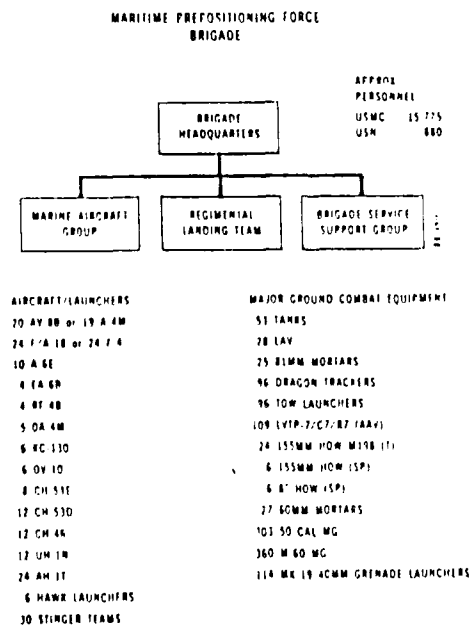 MARITIME PREPOSITIONING FORCE
BRIGADE
APPROX
PERSONNEL
USMC 15 775
USN 880
BRIGADE
HEADQUARTERS
MARINE AIRCRAFT
GROUP
REGIMENTAL
LANDING TEAM
BRIGADE SERVICE
SUPPORT GROUP
AIRCRAFT/LAUNCHERS
20 AV 8B or 19 A 4M
24 F/A 18 or 24 F 4
10 A 6E
4 EA 6B
4 RF 4B
5 OA 4M
6 KC-130
6 OV 10
8 CH 53E
12 CH 53D
12 CH 46
12 UH 1N
24 AH 1T
6 HAWK LAUNCHERS
30 STINGER TEAMS
MAJOR GROUND COMBAT EQUIPMENT
53 TANKS
28 LAV
25 81MM MORTARS
96 DRAGON TRACKERS
96 TOW LAUNCHERS
109 LVTP-7/C7/R7 (AAV)
24 155MM HOW M198 (T)
6 155MM HOW (SP)
6 8" HOW (SP)
27 60MM MORTARS
50 CAL MG
360 M 60 MG
114 MK 19 40MM GRENADE LAUNCHERS